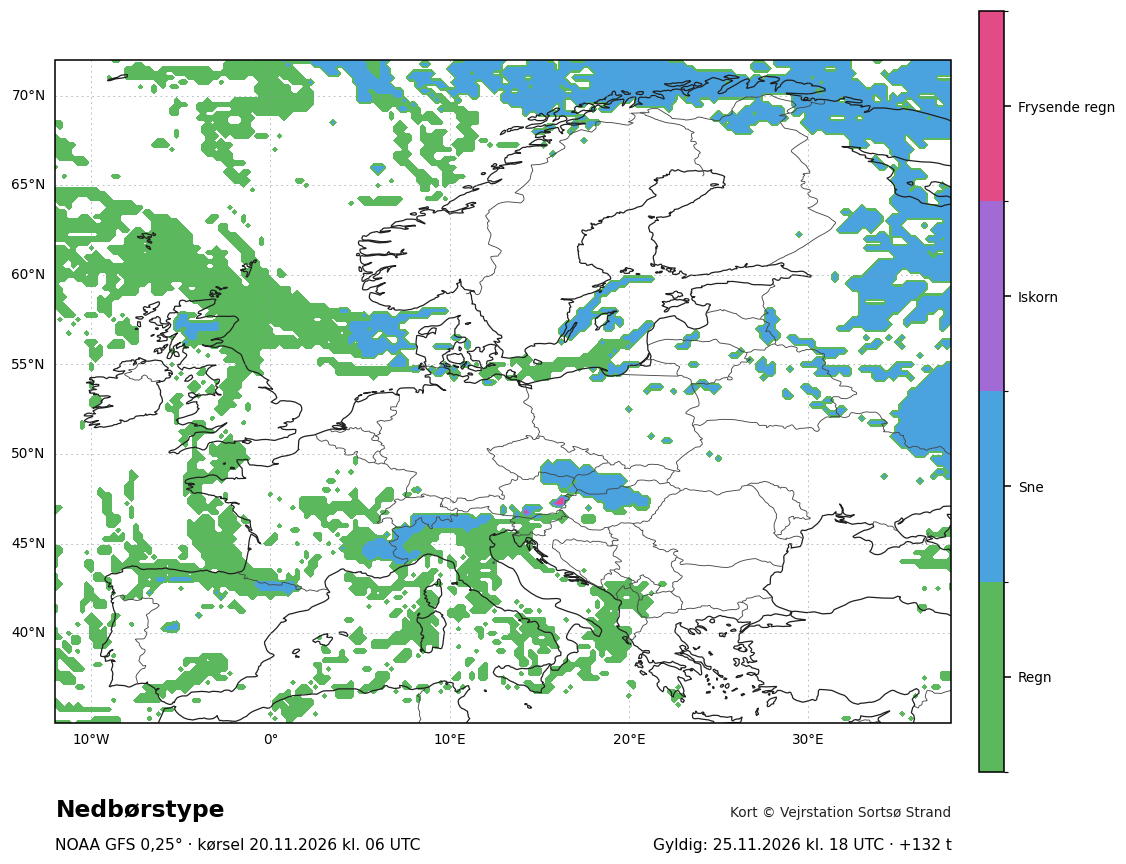 70°N
65°N
60°N
55°N
50°N
45°N
40°N
10°W
0°
10°E
20°E
30°E
Frysende regn
Iskorn
Sne
Regn
Nedbørstype
Kort © Vejrstation Sortsø Strand
NOAA GFS 0,25° · kørsel 20.11.2026 kl. 06 UTC
Gyldig: 25.11.2026 kl. 18 UTC · +132 t